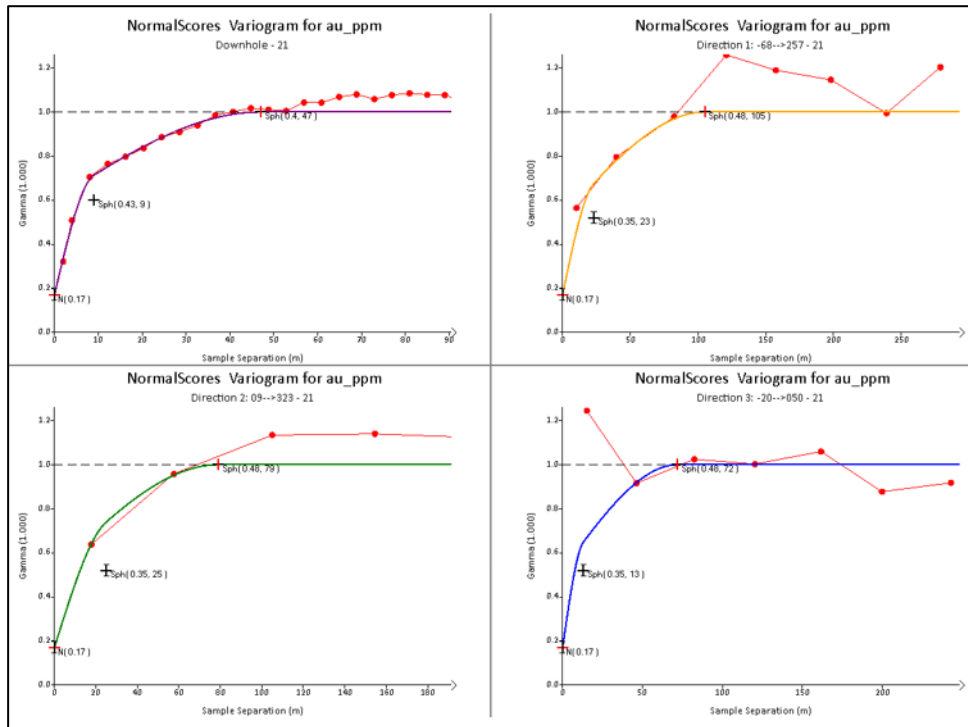 NormalScores Variogram for au_ppm
Downhole - 21
1.2
1.0
0.8
0.6
0.4
0.2
0.0
Gamma (1.000)
Sph( 0.4, 47 )
Sph( 0.43, 9 )
N( 0.17 )
0 10 20 30 40 50 60 70 80 90
Sample Separation (m)
NormalScores Variogram for au_ppm
Direction 1: -68-->257 - 21
1.2
1.0
0.8
0.6
0.4
0.2
0.0
Gamma (1.000)
Sph( 0.48, 105 )
Sph( 0.35, 23 )
N( 0.17 )
0 50 100 150 200 250
Sample Separation (m)
NormalScores Variogram for au_ppm
Direction 2: 09-->323 - 21
1.2
1.0
0.8
0.6
0.4
0.2
0.0
Gamma (1.000)
Sph( 0.48, 79 )
Sph( 0.35, 25 )
N( 0.17 )
0 20 40 60 80 100 120 140 160 180
Sample Separation (m)
NormalScores Variogram for au_ppm
Direction 3: -20-->050 - 21
1.2
1.0
0.8
0.6
0.4
0.2
0.0
Gamma (1.000)
Sph( 0.48, 72 )
Sph( 0.35, 13 )
N( 0.17 )
0 50 100 150 200
Sample Separation (m)